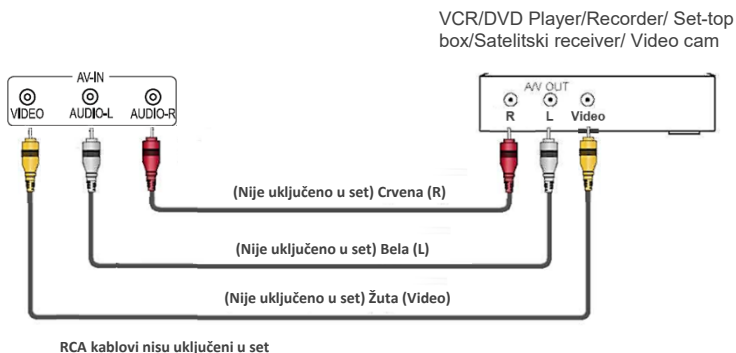 VCR/DVD Player/Recorder/ Set-top
box/Satelitski receiver/ Video cam
AV-IN
VIDEO AUDIO-L AUDIO-R
A/V OUT
R L Video
(Nije uključeno u set) Crvena (R)
(Nije uključeno u set) Bela (L)
(Nije uključeno u set) Žuta (Video)
RCA kablovi nisu uključeni u set